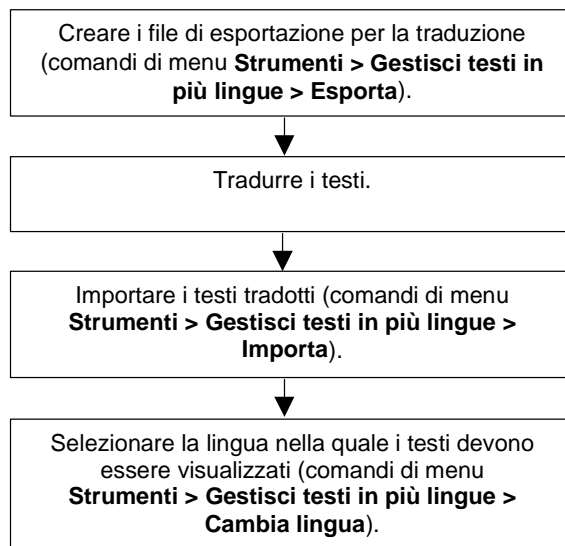 Creare i file di esportazione per la traduzione
(comandi di menu Strumenti > Gestisci testi in
più lingue > Esporta).
Tradurre i testi.
Importare i testi tradotti (comandi di menu
Strumenti > Gestisci testi in più lingue >
Importa).
Selezionare la lingua nella quale i testi devono
essere visualizzati (comandi di menu
Strumenti > Gestisci testi in più lingue >
Cambia lingua).